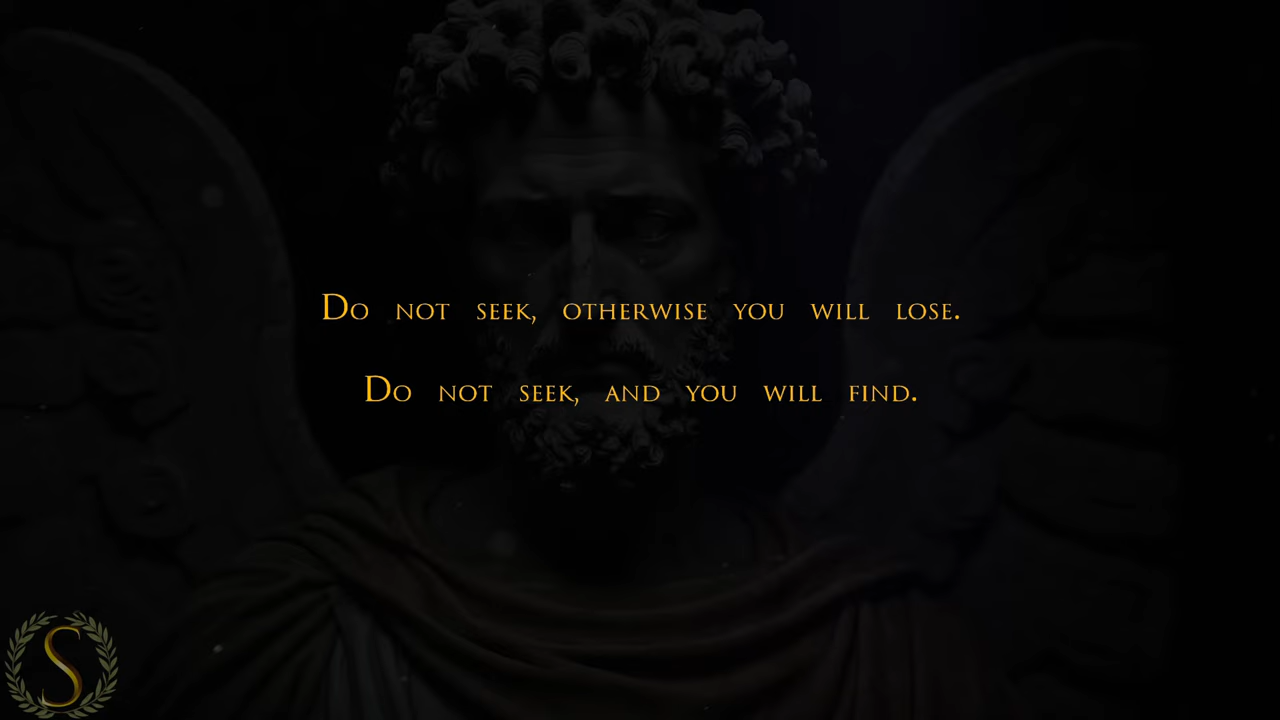 Do not seek, otherwise you will lose.
Do not seek, and you will find.
S